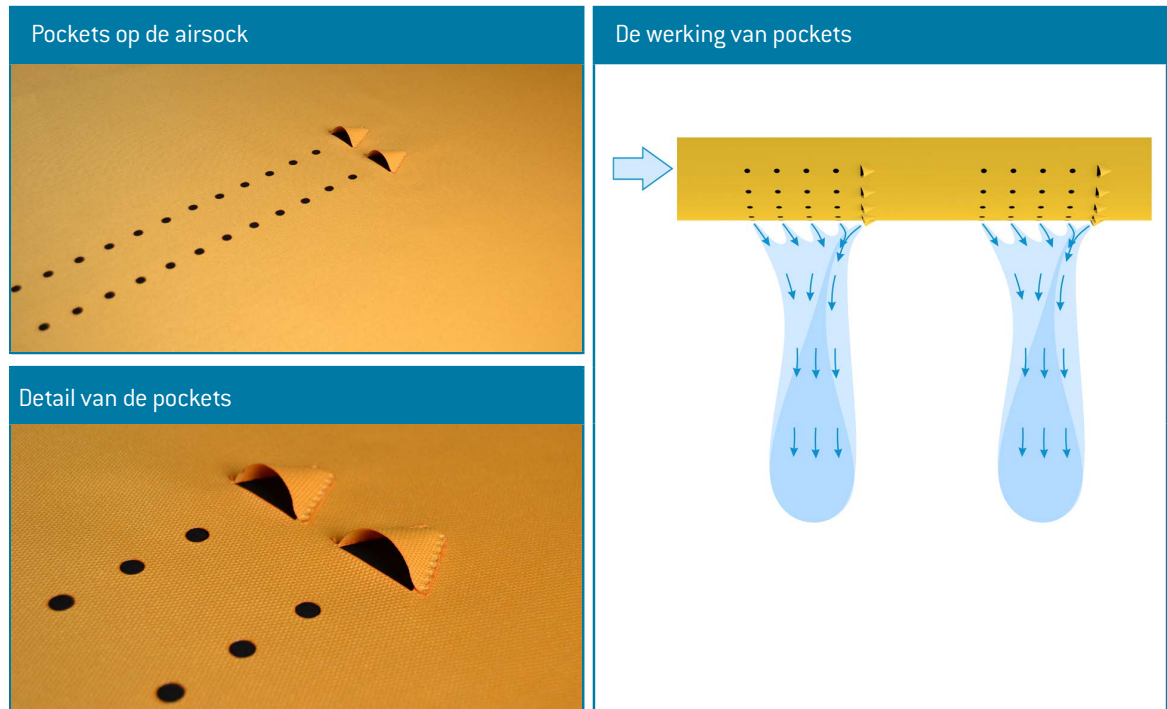 Pockets op de airsock
De werking van pockets
Detail van de pockets